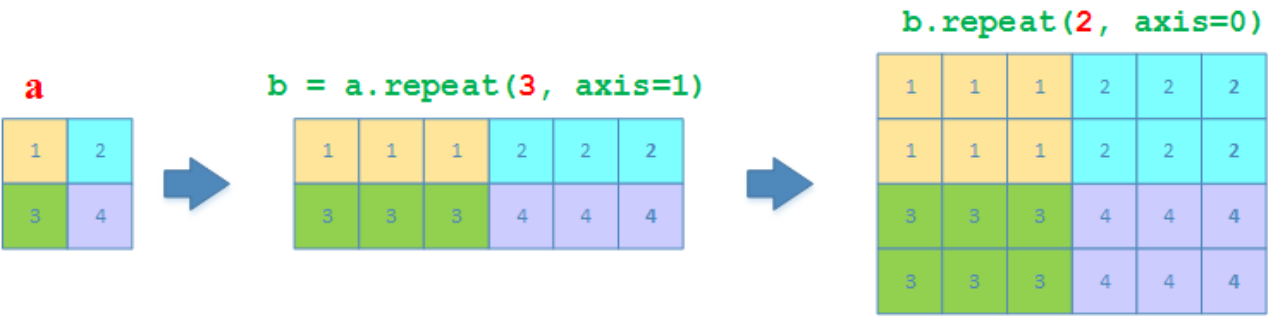 a
1 2
3 4
b = a.repeat(3, axis=1)
1 1 1 2 2 2
3 3 3 4 4 4
b.repeat(2, axis=0)
1 1 1 2 2 2
1 1 1 2 2 2
3 3 3 4 4 4
3 3 3 4 4 4